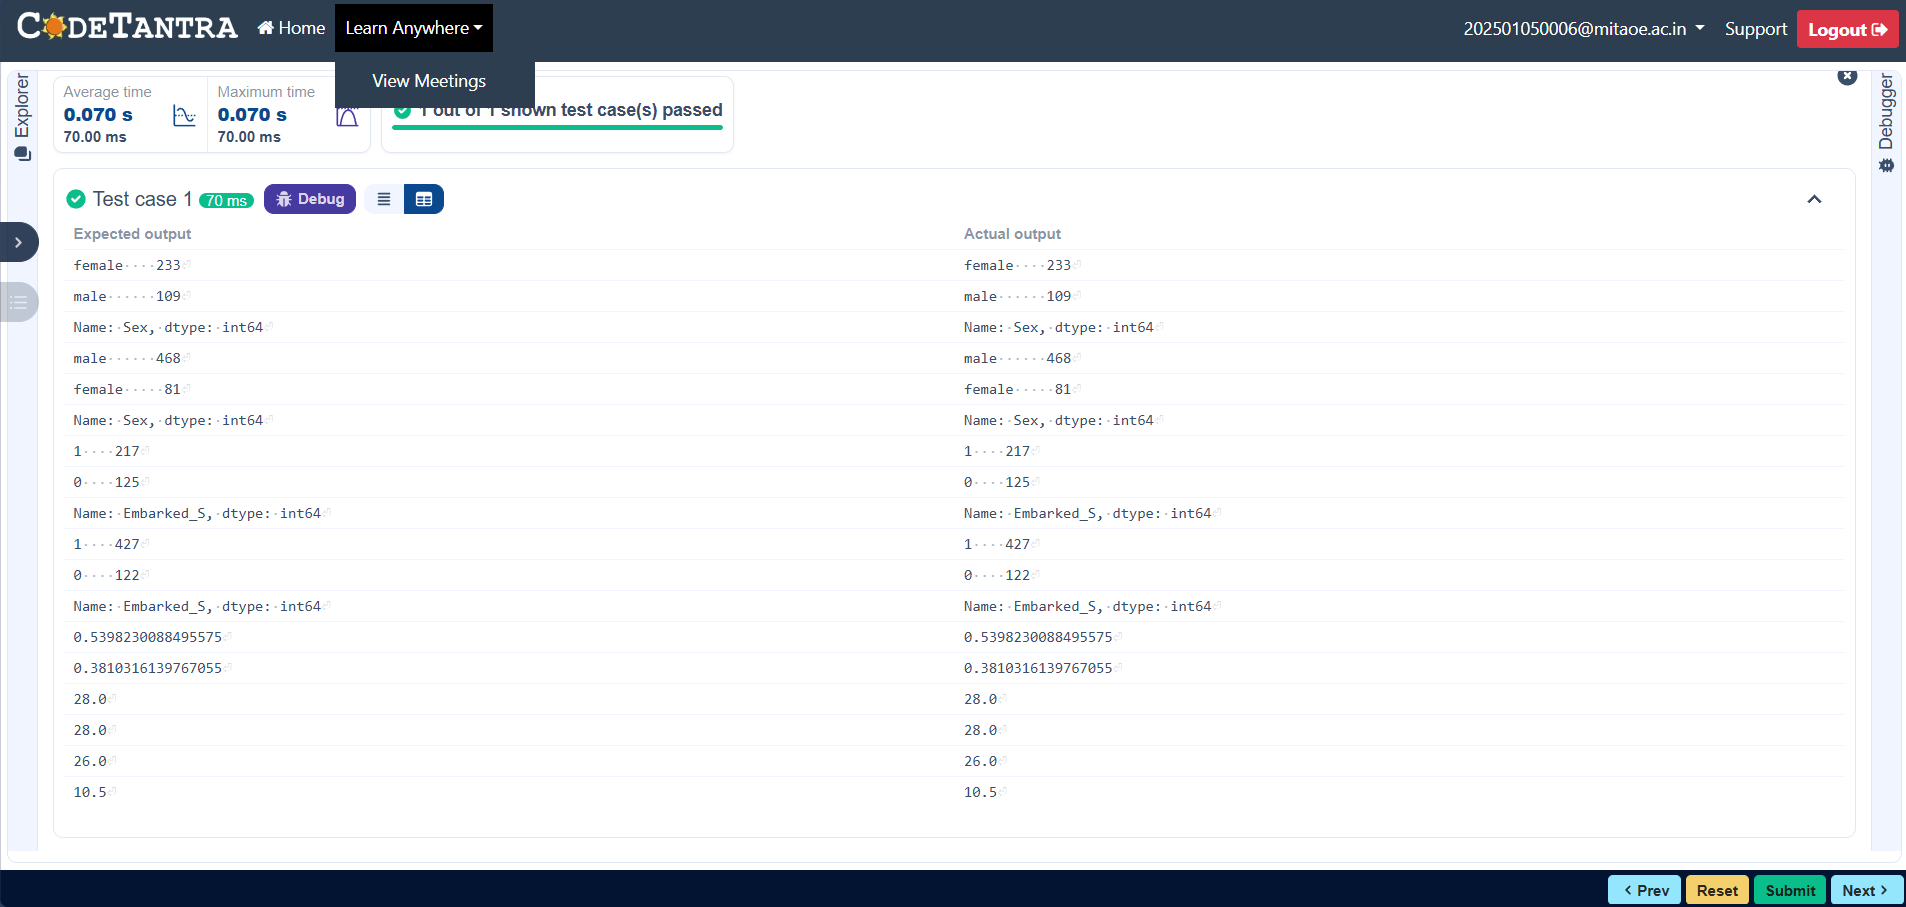 CODETANTRA Home Learn Anywhere 202501050006@mitaoe.ac.in Support Logout
View Meetings
Explorer
Debugger
Average time
0.070 s
70.00 ms
Maximum time
0.070 s
70.00 ms
1 out of 1 shown test case(s) passed
Test case 1 70 ms Debug
Expected output Actual output
female····233 female····233
male······109 male······109
Name:·Sex,·dtype:·int64 Name:·Sex,·dtype:·int64
male······468 male······468
female·····81 female·····81
Name:·Sex,·dtype:·int64 Name:·Sex,·dtype:·int64
1····217 1····217
0····125 0····125
Name:·Embarked_S,·dtype:·int64 Name:·Embarked_S,·dtype:·int64
1····427 1····427
0····122 0····122
Name:·Embarked_S,·dtype:·int64 Name:·Embarked_S,·dtype:·int64
0.5398230088495575 0.5398230088495575
0.3810316139767055 0.3810316139767055
28.0 28.0
28.0 28.0
26.0 26.0
10.5 10.5
Prev Reset Submit Next